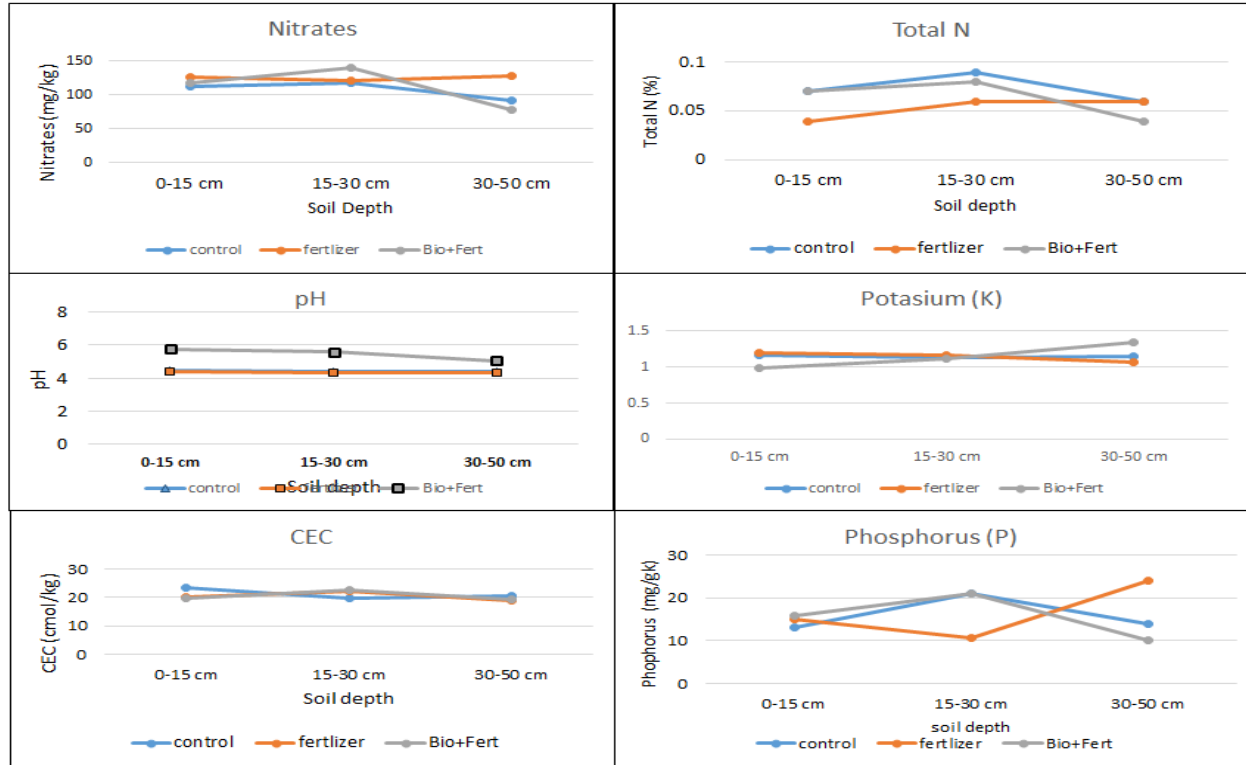 Nitrates
Nitrates (mg/kg)
150
100
50
0
0-15 cm 15-30 cm 30-50 cm
Soil Depth
control fertlizer Bio+Fert
Total N
Total N (%)
0.1
0.05
0
0-15 cm 15-30 cm 30-50 cm
Soil depth
control fertlizer Bio+Fert
pH
pH
8
6
4
2
0
0-15 cm 15-30 cm 30-50 cm
Soil depth
control fertlizer Bio+Fert
Potasium (K)
1.5
1
0.5
0
0-15 cm 15-30 cm 30-50 cm
control fertlizer Bio+Fert
CEC
CEC (cmol/kg)
30
20
10
0
0-15 cm 15-30 cm 30-50 cm
Soil depth
control fertlizer Bio+Fert
Phosphorus (P)
Phophorus (mg/gk)
30
20
10
0
0-15 cm 15-30 cm 30-50 cm
soil depth
control fertlizer Bio+Fert